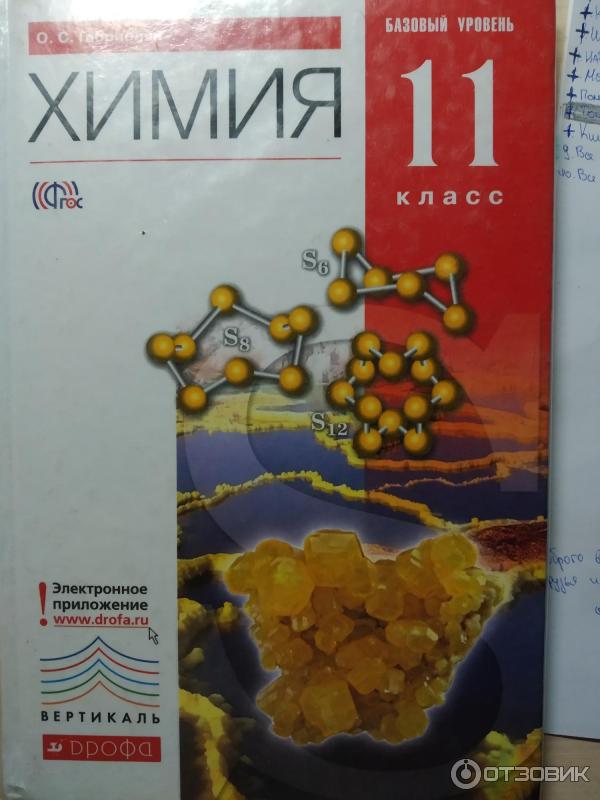 О. С. Габриелян
БАЗОВЫЙ УРОВЕНЬ
ХИМИЯ
11
класс
ФГОС
S6
S8
S12
! Электронное
приложение
www.drofa.ru
ВЕРТИКАЛЬ
дрофа
ОТЗОВИК